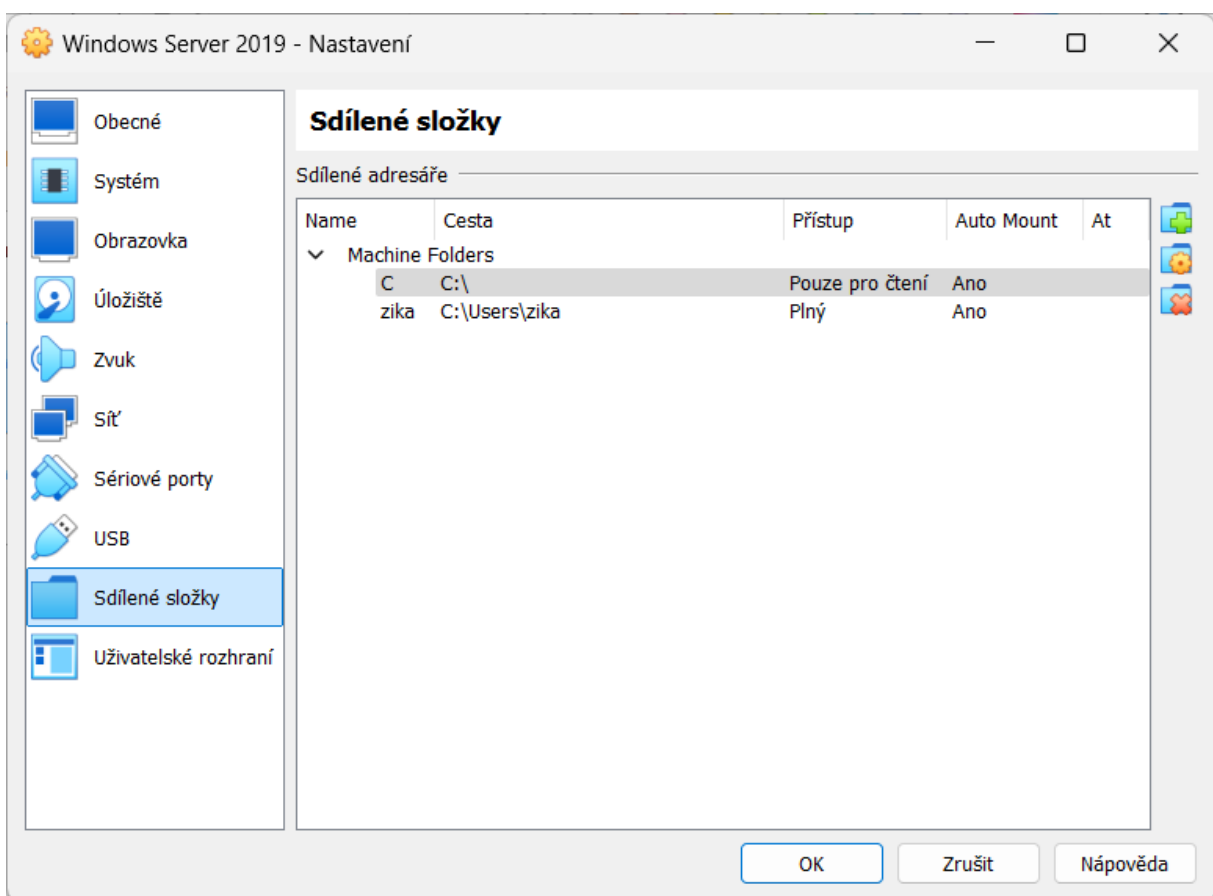 Windows Server 2019 - Nastavení
Obecné
Systém
Obrazovka
Úložiště
Zvuk
Síť
Sériové porty
USB
Sdílené složky
Uživatelské rozhraní
Sdílené složky
Sdílené adresáře
Name Cesta Přístup Auto Mount At
Machine Folders
C C:\ Pouze pro čtení Ano
zika C:\Users\zika Plný Ano
OK Zrušit Nápověda